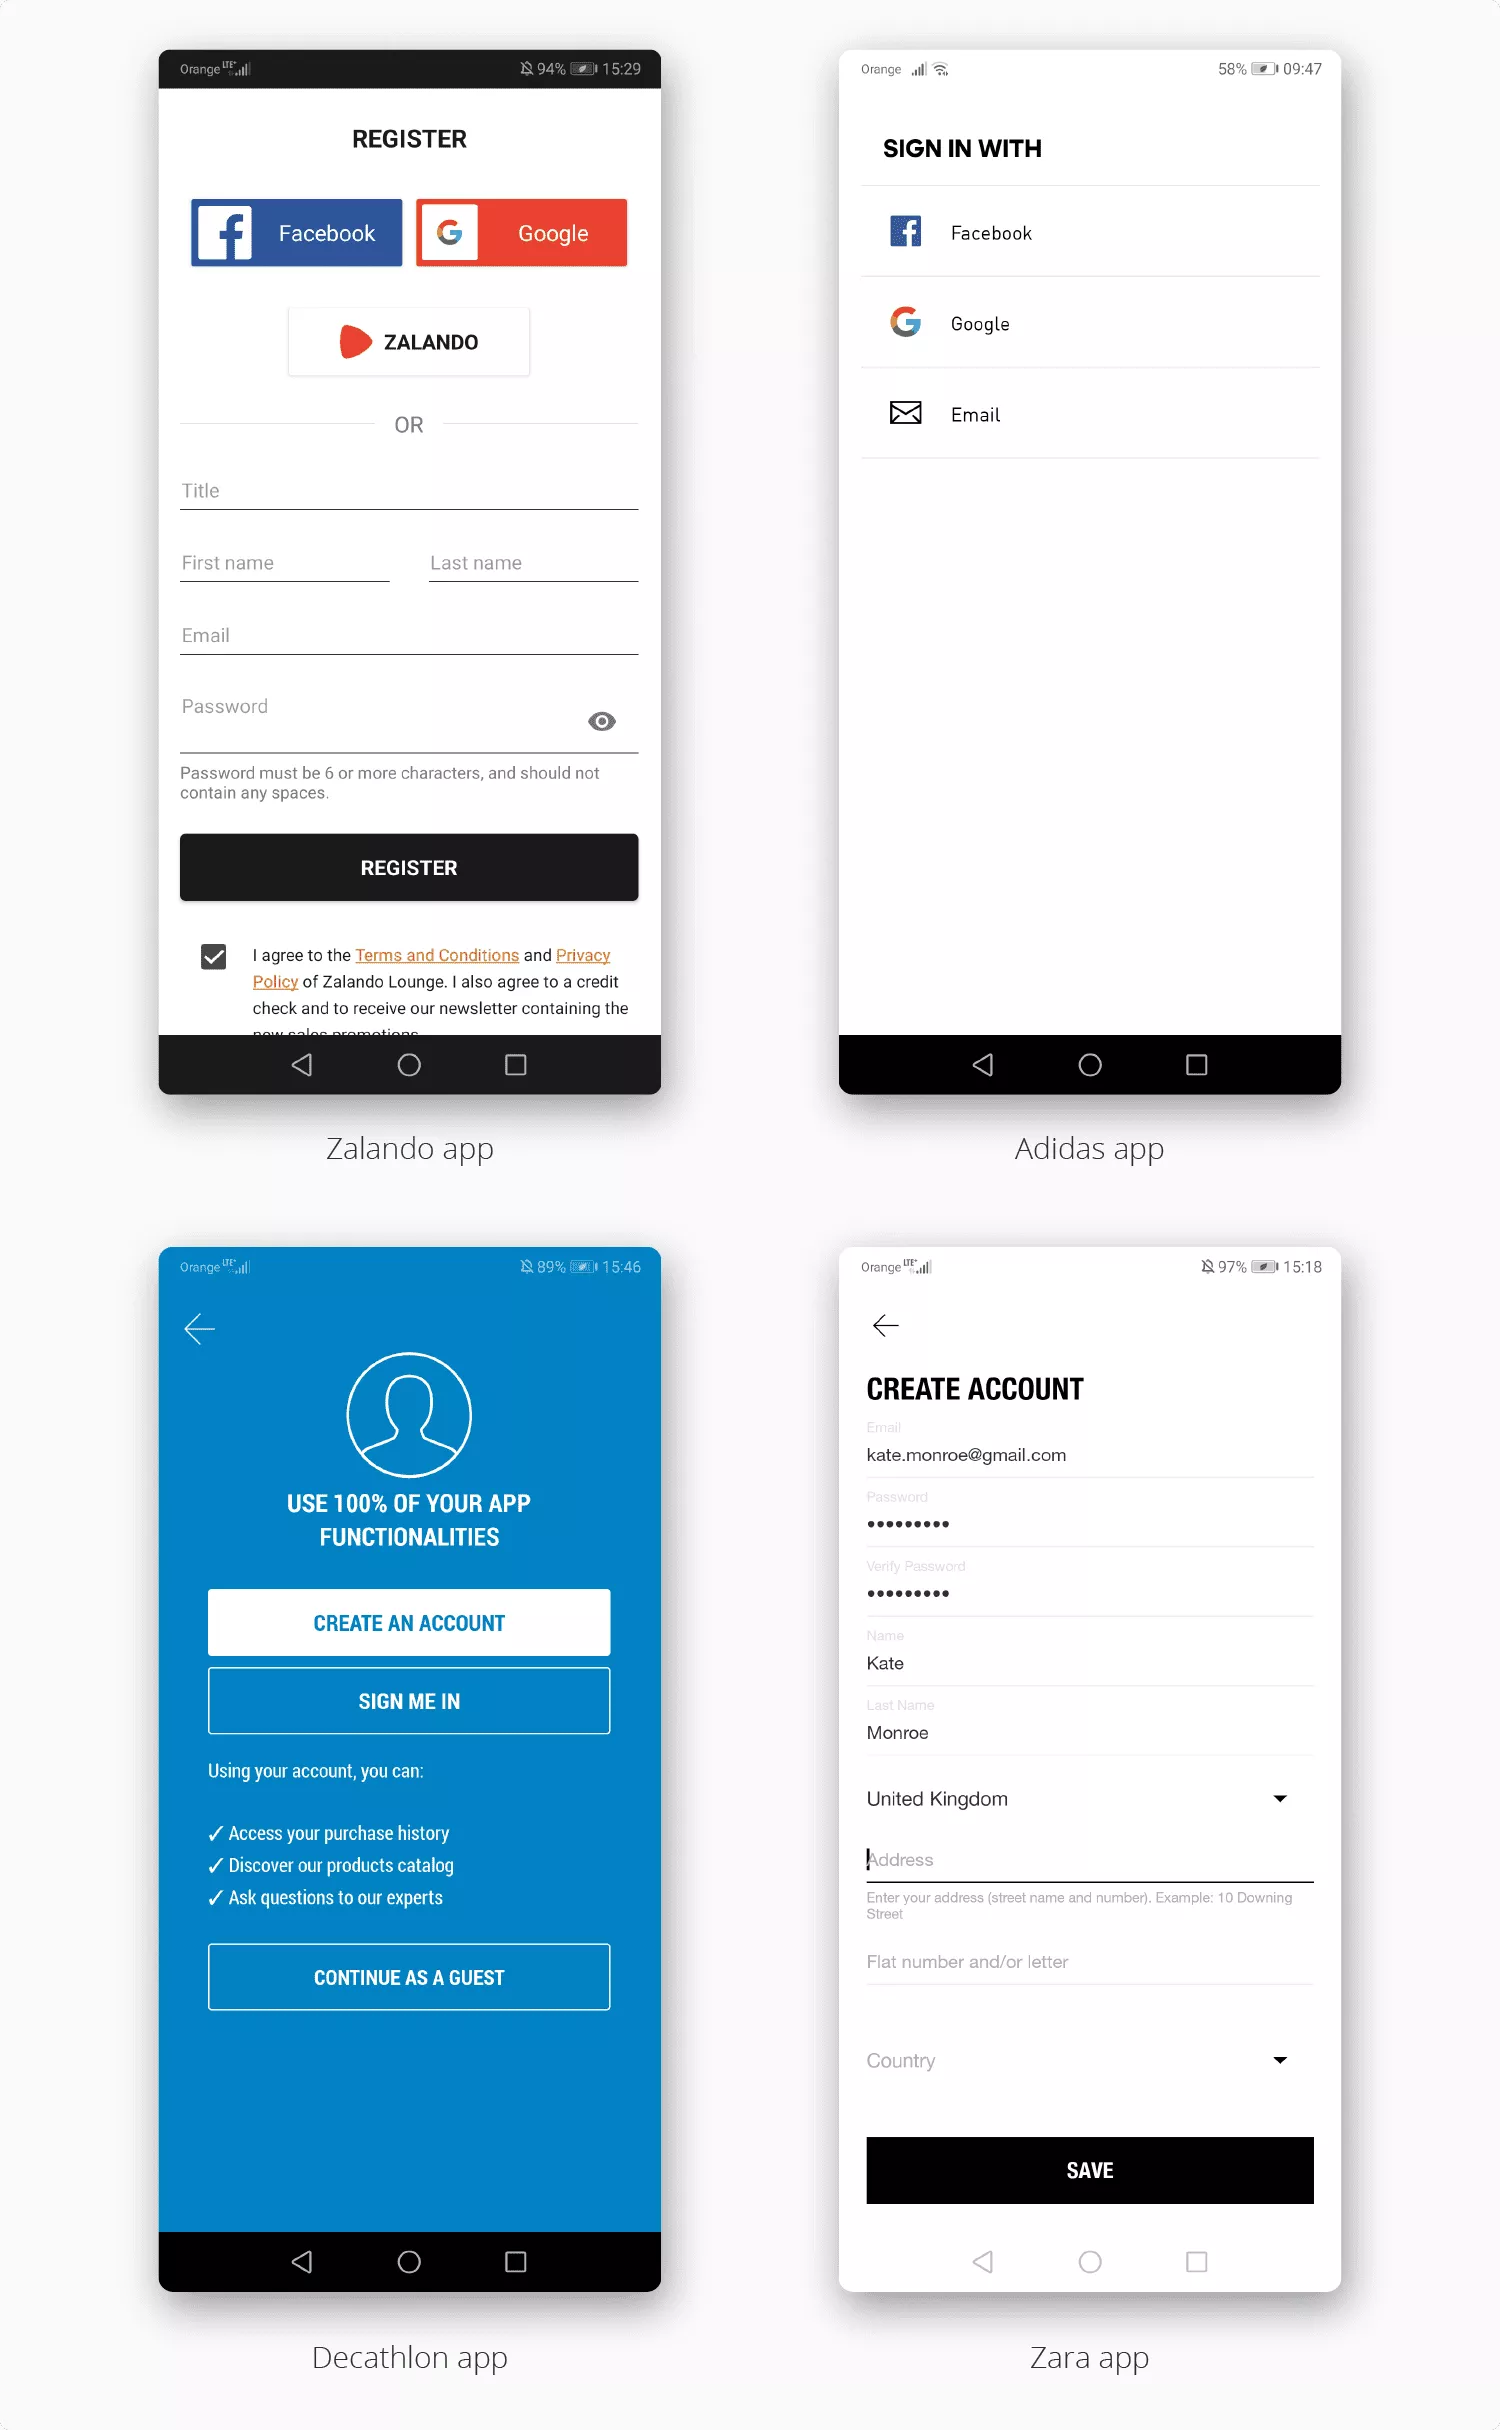 Orange LTE+ 94% 15:29
REGISTER
Facebook Google
ZALANDO
OR
Title
First name Last name
Email
Password
Password must be 6 or more characters, and should not
contain any spaces.
REGISTER
I agree to the Terms and Conditions and Privacy
Policy of Zalando Lounge. I also agree to a credit
check and to receive our newsletter containing the
new sales promotions
Zalando app
Orange 58% 09:47
SIGN IN WITH
Facebook
Google
Email
Adidas app
Orange LTE+ 89% 15:46
USE 100% OF YOUR APP
FUNCTIONALITIES
CREATE AN ACCOUNT
SIGN ME IN
Using your account, you can:
✓ Access your purchase history
✓ Discover our products catalog
✓ Ask questions to our experts
CONTINUE AS A GUEST
Decathlon app
Orange LTE+ 97% 15:18
CREATE ACCOUNT
Email
kate.monroe@gmail.com
Password
•••••••••
Verify Password
•••••••••
Name
Kate
Last Name
Monroe
United Kingdom
Address
Enter your address (street name and number). Example: 10 Downing
Street
Flat number and/or letter
Country
SAVE
Zara app